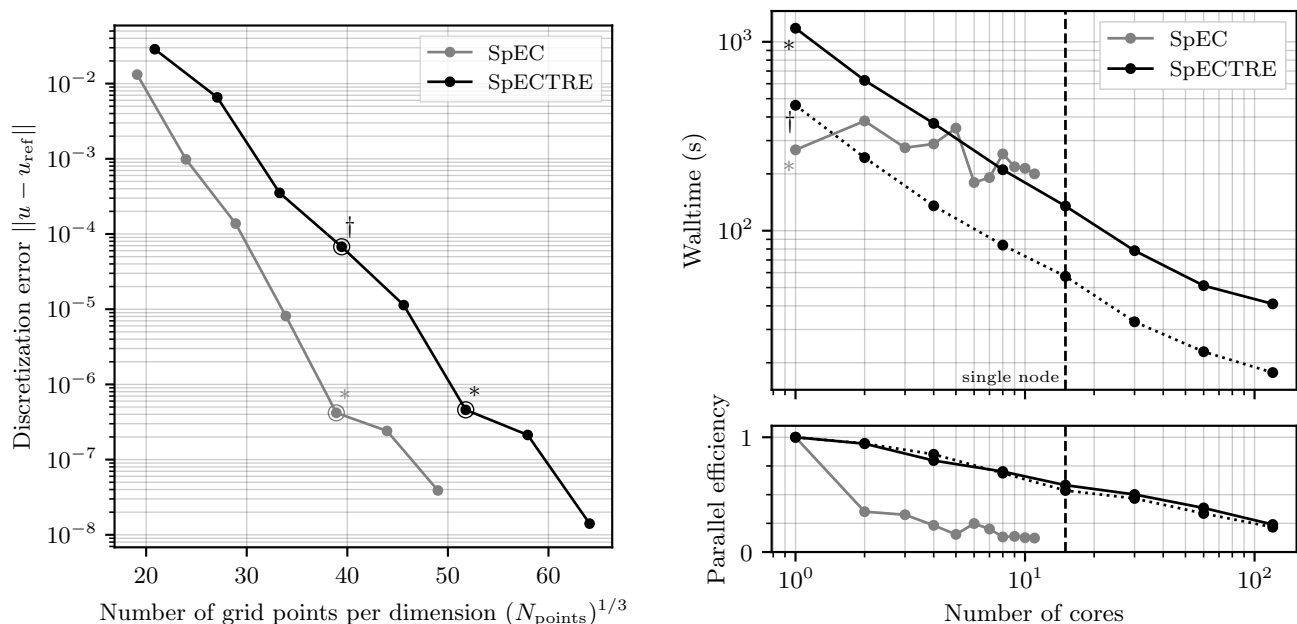 Discretization error ||u − u_ref||
10^−2
10^−3
10^−4
10^−5
10^−6
10^−7
10^−8
SpEC
SpECTRE
†
*
*
20 30 40 50 60
Number of grid points per dimension (N_points)^1/3
Walltime (s)
10^3
10^2
SpEC
SpECTRE
*
†
*
single node
Parallel efficiency
1
0
10^0 10^1 10^2
Number of cores